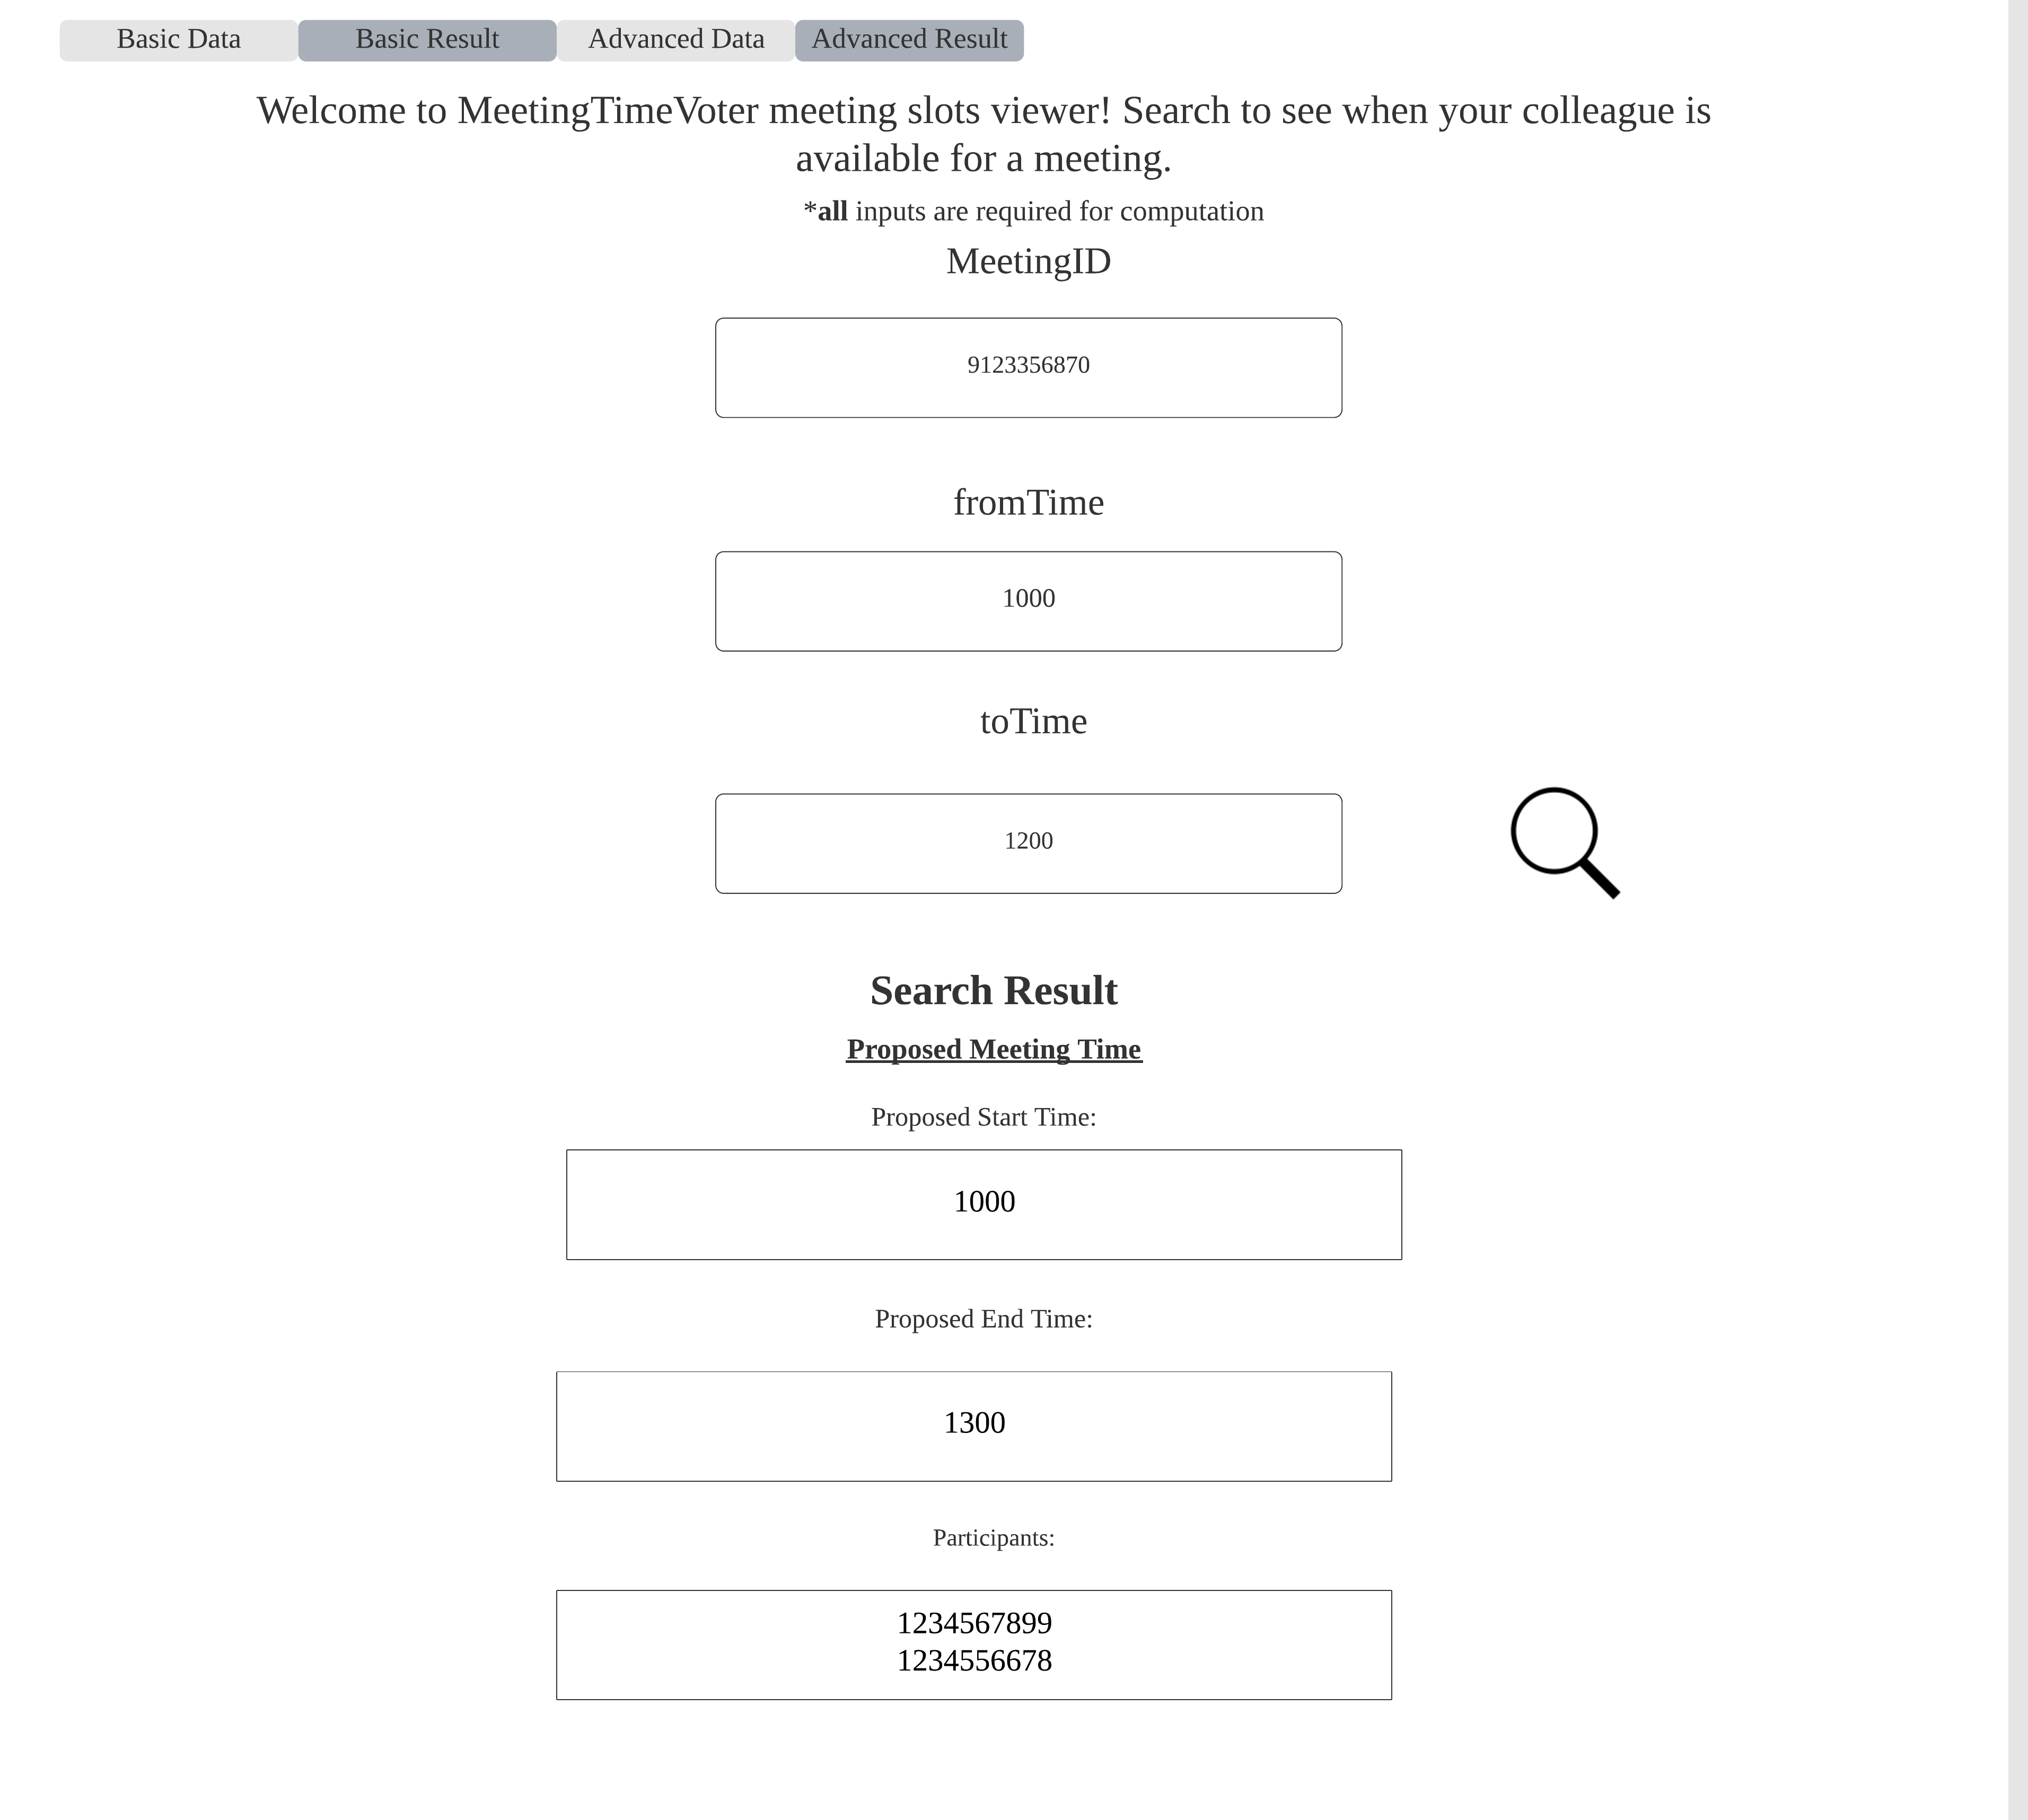 Basic Data Basic Result Advanced Data Advanced Result
Welcome to MeetingTimeVoter meeting slots viewer! Search to see when your colleague is
available for a meeting.
*all inputs are required for computation
MeetingID
9123356870
fromTime
1000
toTime
1200
Search Result
Proposed Meeting Time
Proposed Start Time:
1000
Proposed End Time:
1300
Participants:
1234567899
1234556678